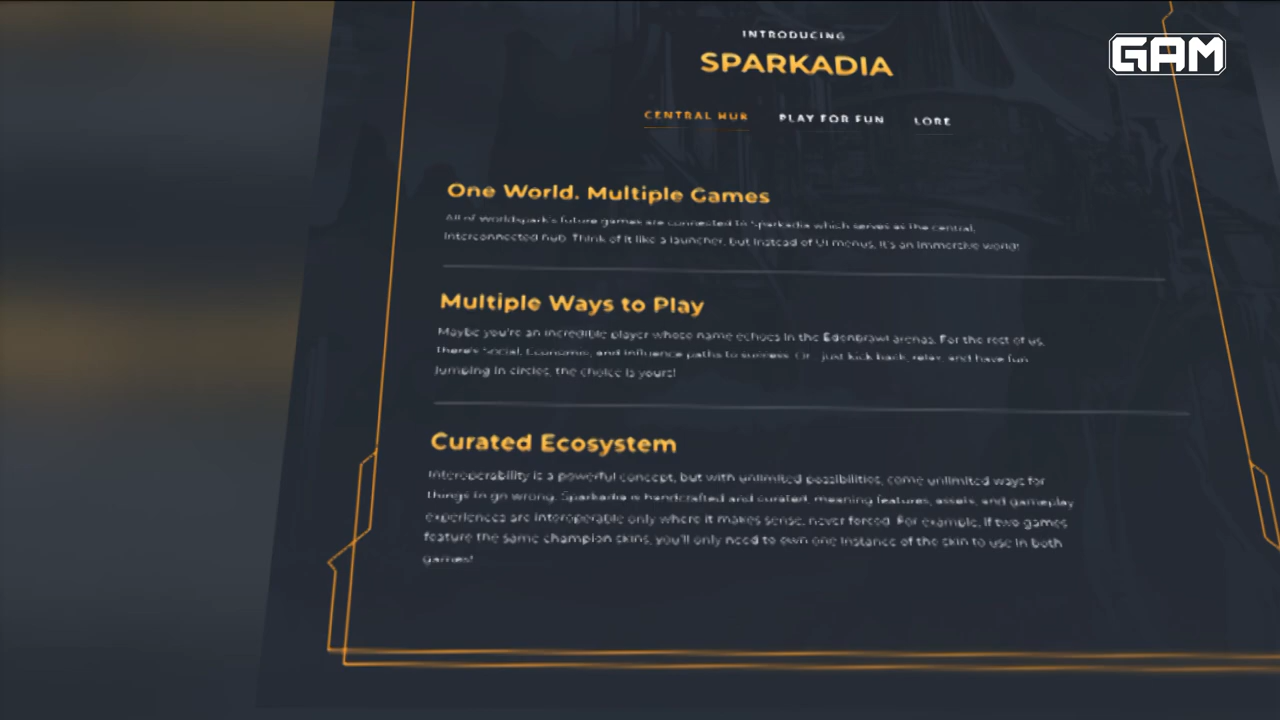 INTRODUCING
GAM
SPARKADIA
CENTRAL HUB PLAY FOR FUN LORE
One World. Multiple Games
All of Worldspark's future games are connected to Sparkadia which serves as the central,
interconnected hub. Think of it like a launcher, but instead of UI menus, it's an immersive world!
Multiple Ways to Play
Maybe you're an incredible player whose name echoes in the Edenbrawl arenas. For the rest of us,
there's Social, Economic, and Influence paths to success. Or, just kick back, relax, and have fun
jumping in circles, the choice is yours!
Curated Ecosystem
Interoperability is a powerful concept, but with unlimited possibilities, come unlimited ways for
things to go wrong. Sparkadia is handcrafted and curated, meaning features, assets, and gameplay
experiences are interoperable only where it makes sense, never forced. For example, if two games
feature the same champion skins, you'll only need to own one instance of the skin to use in both
games!